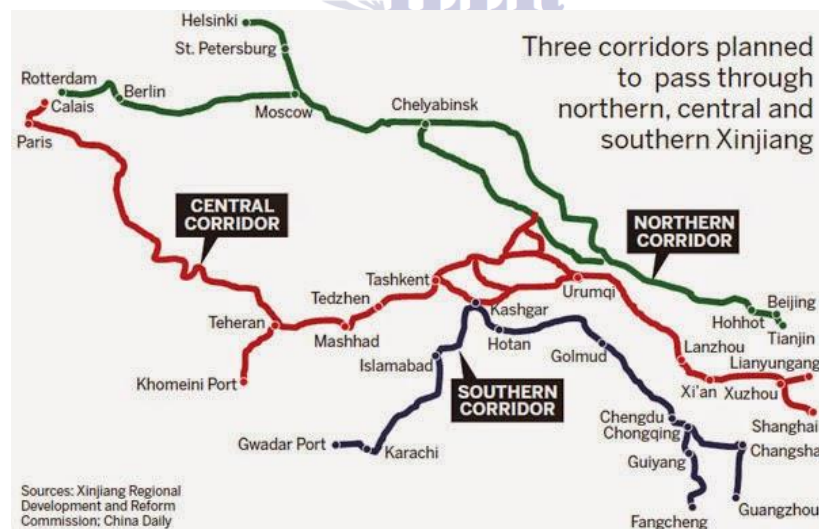 Three corridors planned
to pass through
northern, central and
southern Xinjiang
Helsinki
St. Petersburg
Rotterdam
Calais
Berlin
Moscow
Chelyabinsk
Paris
CENTRAL
CORRIDOR
NORTHERN
CORRIDOR
Tashkent
Urumqi
Tedzhen
Kashgar
Beijing
Hohhot
Tianjin
Teheran
Mashhad
Hotan
Golmud
Lanzhou
Lianyungang
Islamabad
Khomeini Port
SOUTHERN
CORRIDOR
Xi'an
Xuzhou
Shanghai
Chengdu
Chongqing
Changsha
Gwadar Port
Karachi
Guiyang
Fangcheng
Guangzhou
Sources: Xinjiang Regional
Development and Reform
Commission; China Daily